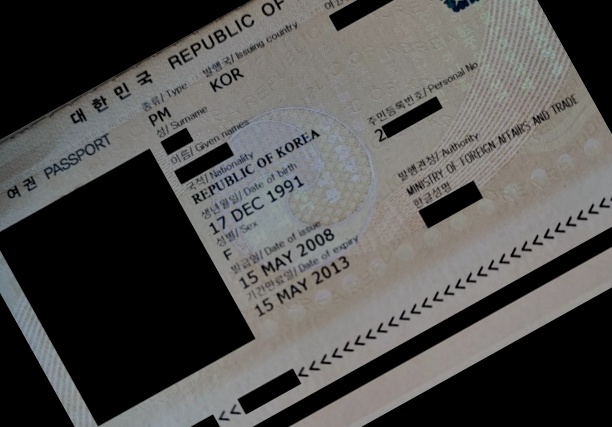 대한민국 REPUBLIC OF
여권 PASSPORT
종류/ Type 발행국/ Issuing country
PM KOR
성/ Surname
이름/ Given names
국적/ Nationality
REPUBLIC OF KOREA
생년월일/ Date of birth
17 DEC 1991
성별/ Sex
F
발급일/ Date of issue
15 MAY 2008
기간만료일/ Date of expiry
15 MAY 2013
주민등록번호/ Personal No
2
발행관청/ Authority
MINISTRY OF FOREIGN AFFAIRS AND TRADE
한글성명